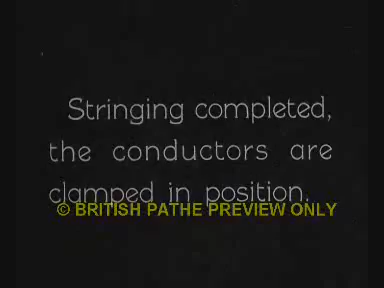 Stringing completed,
the conductors are
clamped in position.
© BRITISH PATHE PREVIEW ONLY